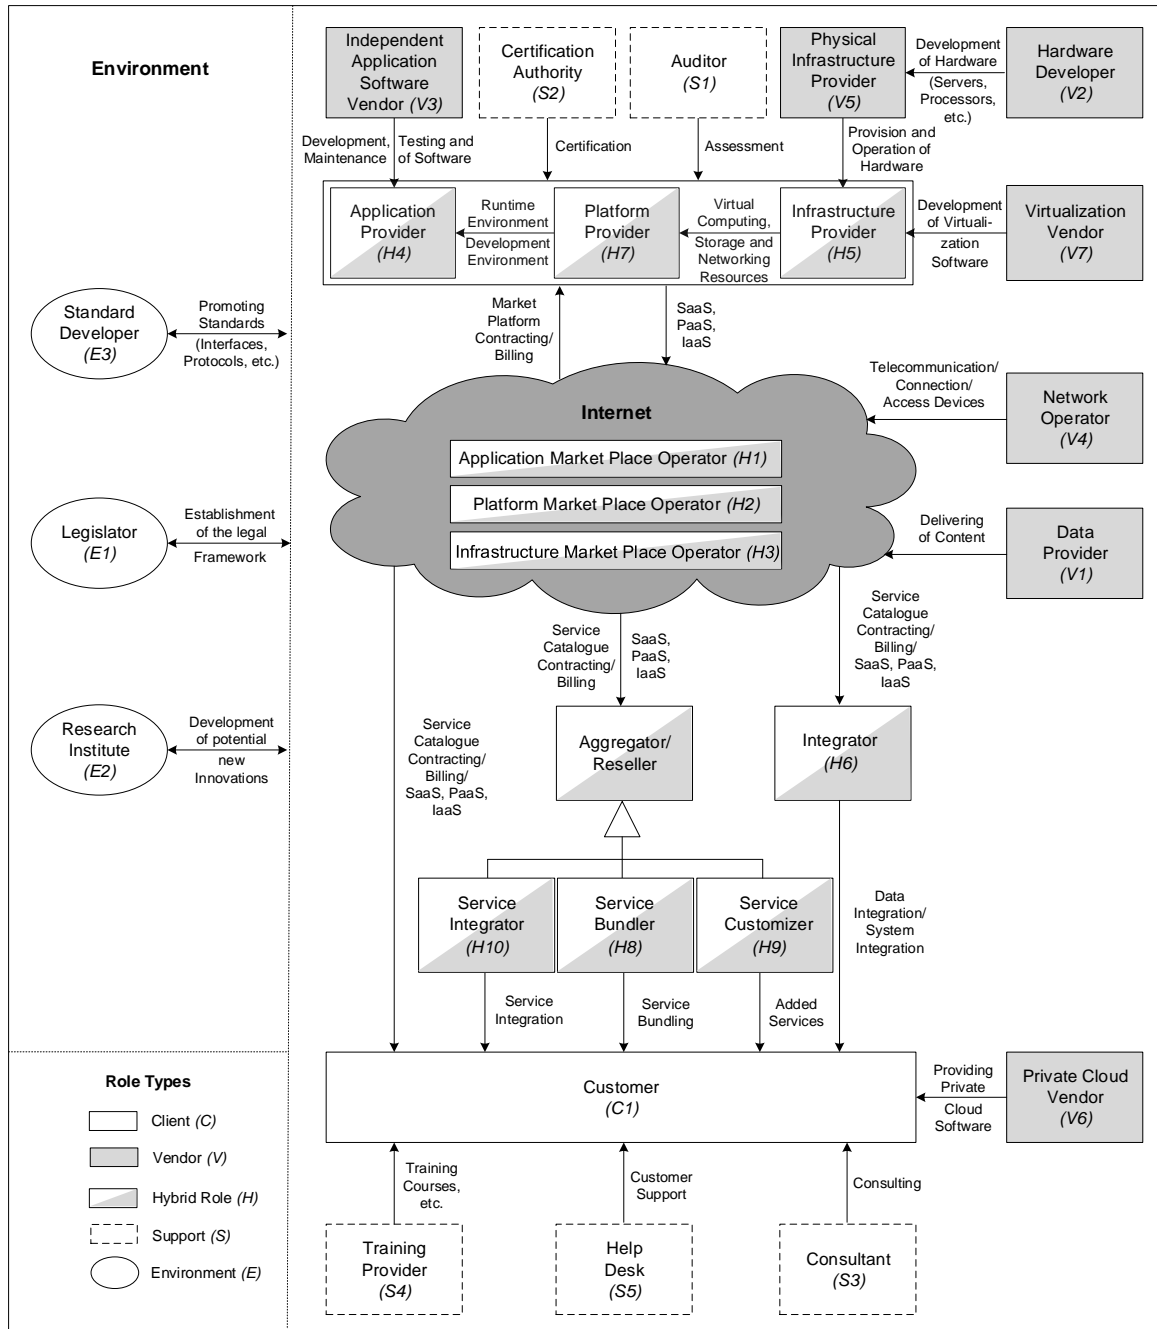 Environment
Independent
Application
Software
Vendor (V3)
Certification
Authority
(S2)
Auditor
(S1)
Physical
Infrastructure
Provider
(V5)
Development
of Hardware
(Servers,
Processors,
etc.)
Hardware
Developer
(V2)
Development,
Maintenance
Testing and
of Software
Certification
Assessment
Provision and
Operation of
Hardware
Application
Provider
(H4)
Runtime
Environment
Development
Environment
Platform
Provider
(H7)
Virtual
Computing,
Storage and
Networking
Resources
Infrastructure
Provider
(H5)
Development
of Virtuali-
zation
Software
Virtualization
Vendor
(V7)
Standard
Developer
(E3)
Promoting
Standards
(Interfaces,
Protocols, etc.)
Market
Platform
Contracting/
Billing
SaaS,
PaaS,
IaaS
Telecommunication/
Connection/
Access Devices
Network
Operator
(V4)
Internet
Application Market Place Operator (H1)
Platform Market Place Operator (H2)
Infrastructure Market Place Operator (H3)
Legislator
(E1)
Establishment
of the legal
Framework
Delivering
of Content
Data
Provider
(V1)
Service
Catalogue
Contracting/
Billing
SaaS,
PaaS,
IaaS
Service
Catalogue
Contracting/
Billing/
SaaS, PaaS,
IaaS
Research
Institute
(E2)
Development
of potential
new
Innovations
Service
Catalogue
Contracting/
Billing/
SaaS, PaaS,
IaaS
Aggregator/
Reseller
Integrator
(H6)
Service
Integrator
(H10)
Service
Bundler
(H8)
Service
Customizer
(H9)
Data
Integration/
System
Integration
Service
Integration
Service
Bundling
Added
Services
Customer
(C1)
Providing
Private
Cloud
Software
Private Cloud
Vendor
(V6)
Role Types
Client (C)
Vendor (V)
Hybrid Role (H)
Support (S)
Environment (E)
Training
Courses,
etc.
Customer
Support
Consulting
Training
Provider
(S4)
Help
Desk
(S5)
Consultant
(S3)